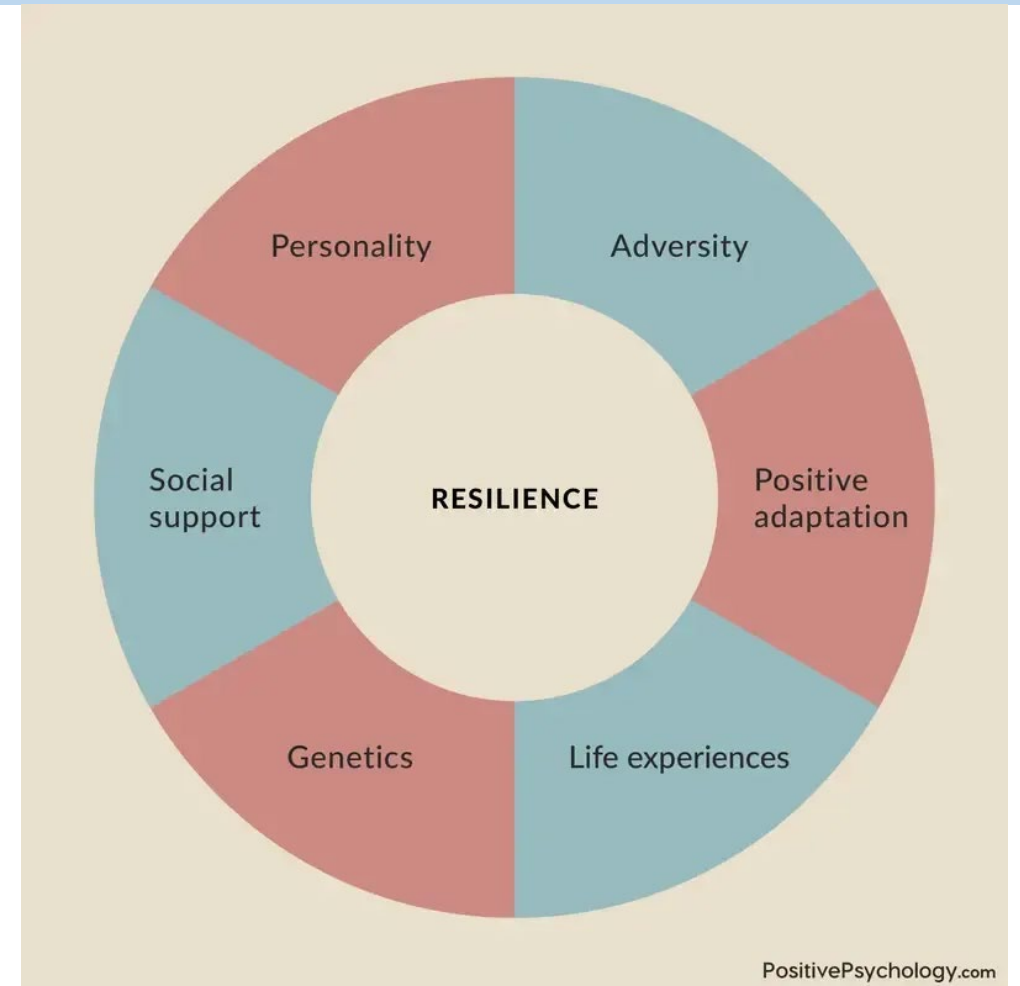 Personality
Adversity
Social
support
RESILIENCE
Positive
adaptation
Genetics
Life experiences
PositivePsychology.com